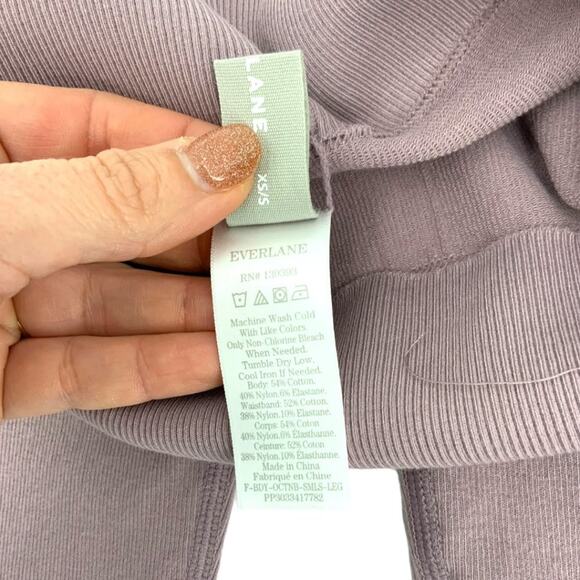 LANE
XS/S
EVERLANE
RN# 139393
Machine Wash Cold
With Like Colors.
Only Non-Chlorine Bleach
When Needed.
Tumble Dry Low,
Cool Iron If Needed.
Body: 54% Cotton,
40% Nylon.6% Elastane.
Waistband: 52% Cotton,
38% Nylon.10% Elastane.
Corps: 54% Coton
40% Nylon.6% Élasthanne.
Ceinture: 52% Coton
38% Nylon.10% Élasthanne.
Made in China
Fabriqué en Chine
F-BDY-OCTNB-SMLS-LEG
PP3033417782